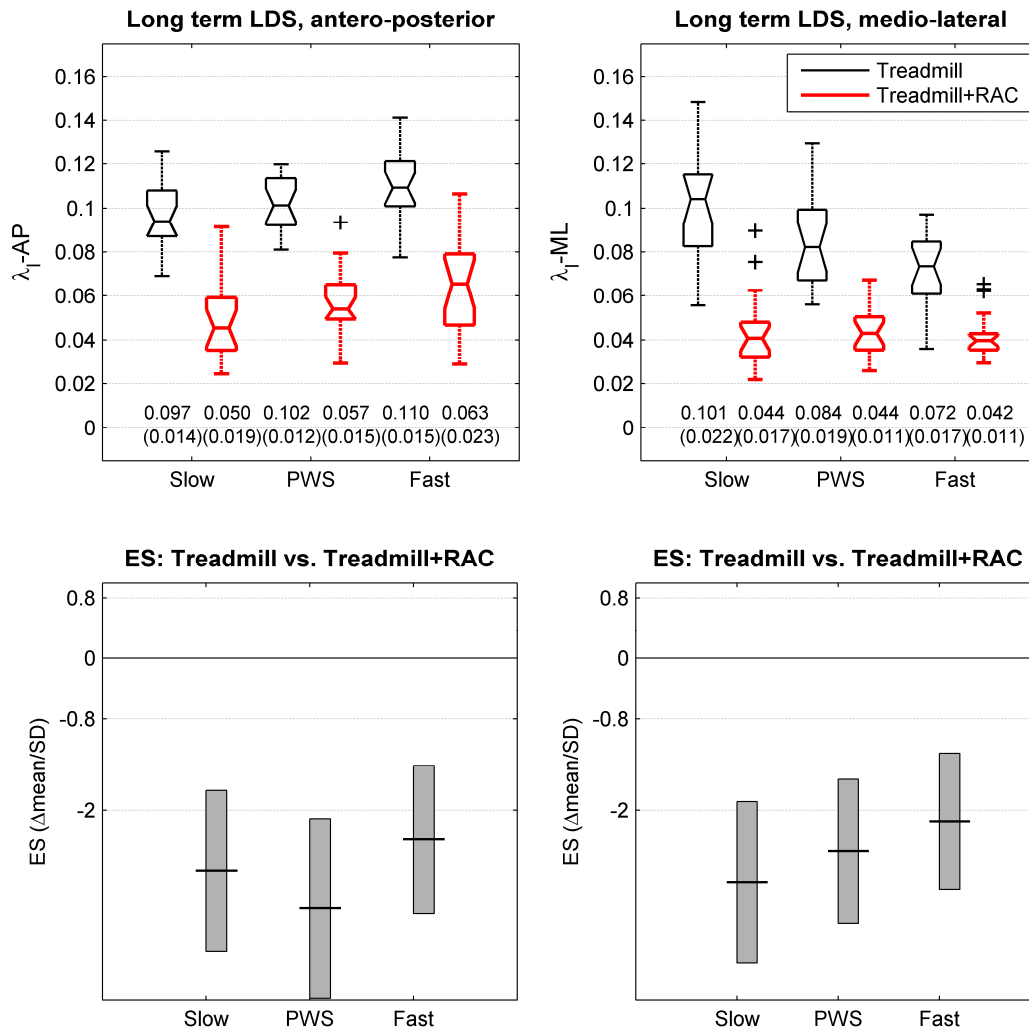 Long term LDS, antero-posterior
0.16
0.14
0.12
0.1
0.08
0.06
0.04
0.02
0
λl-AP
0.097 0.050 0.102 0.057 0.110 0.063
(0.014) (0.019) (0.012) (0.015) (0.015) (0.023)
Slow PWS Fast
Long term LDS, medio-lateral
Treadmill
Treadmill+RAC
0.16
0.14
0.12
0.1
0.08
0.06
0.04
0.02
0
λl-ML
0.101 0.044 0.084 0.044 0.072 0.042
(0.022) (0.017) (0.019) (0.011) (0.017) (0.011)
Slow PWS Fast
ES: Treadmill vs. Treadmill+RAC
0.8
0
-0.8
-2
ES (Δmean/SD)
Slow PWS Fast
ES: Treadmill vs. Treadmill+RAC
0.8
0
-0.8
-2
ES (Δmean/SD)
Slow PWS Fast